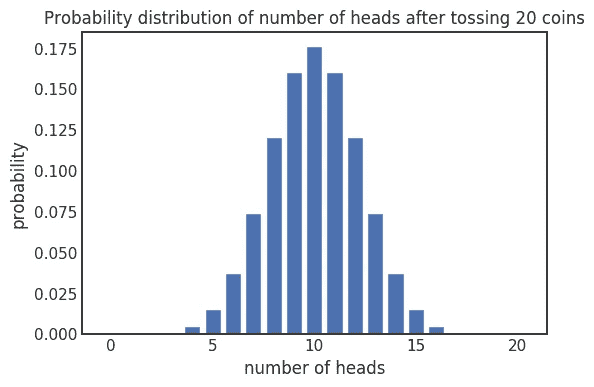 Probability distribution of number of heads after tossing 20 coins
0.175
0.150
0.125
0.100
0.075
0.050
0.025
0.000
probability
0 5 10 15 20
number of heads